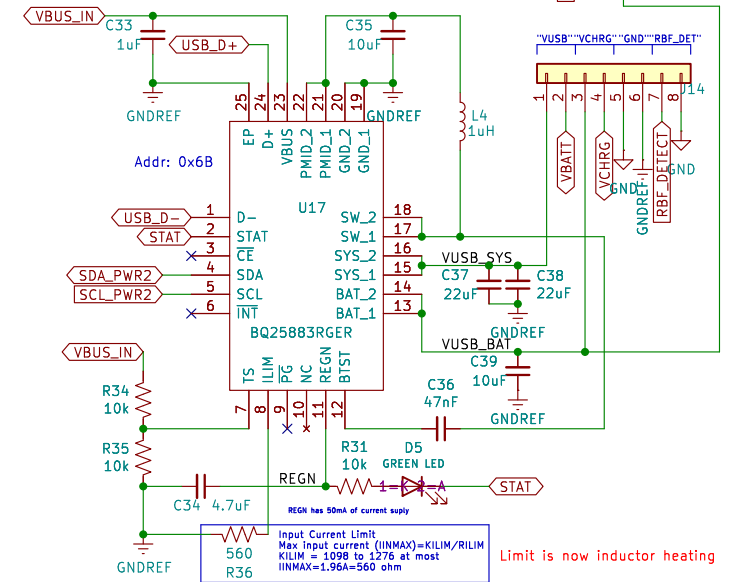 VBUS_IN
C33
1uF
USB_D+
C35
10uF
GNDREF
GNDREF
"VUSB" "VCHRG" "GND" "RBF_DET"
J14
1 2 3 4 5 6 7 8
VBATT
VCHRG
GND
GNDREF
RBF_DETECT
GND
L4
1uH
25 24 23 22 21 20 19
EP
D+
VBUS
PMID_2
PMID_1
GND_2
GND_1
Addr: 0x6B
U17
USB_D-
1 D-
STAT
2 STAT
3 CE
SDA_PWR2
4 SDA
SCL_PWR2
5 SCL
6 INT
18 SW_2
17 SW_1
16 SYS_2
15 SYS_1
14 BAT_2
13 BAT_1
VUSB_SYS
C37
22uF
C38
22uF
GNDREF
BQ25883RGER
VUSB_BAT
C39
10uF
GNDREF
VBUS_IN
TS
ILIM
PG
NC
REGN
BTST
7 8 9 10 11 12
R34
10k
C36
47nF
R35
10k
R31
10k
D5
GREEN LED
REGN
1=K 2=A
STAT
C34 4.7uF
REGN has 50mA of current suply
GNDREF
560
R36
Input Current Limit
Max input current (IINMAX)=KILIM/RILIM
KILIM = 1098 to 1276 at most
IINMAX=1.96A=560 ohm
Limit is now inductor heating